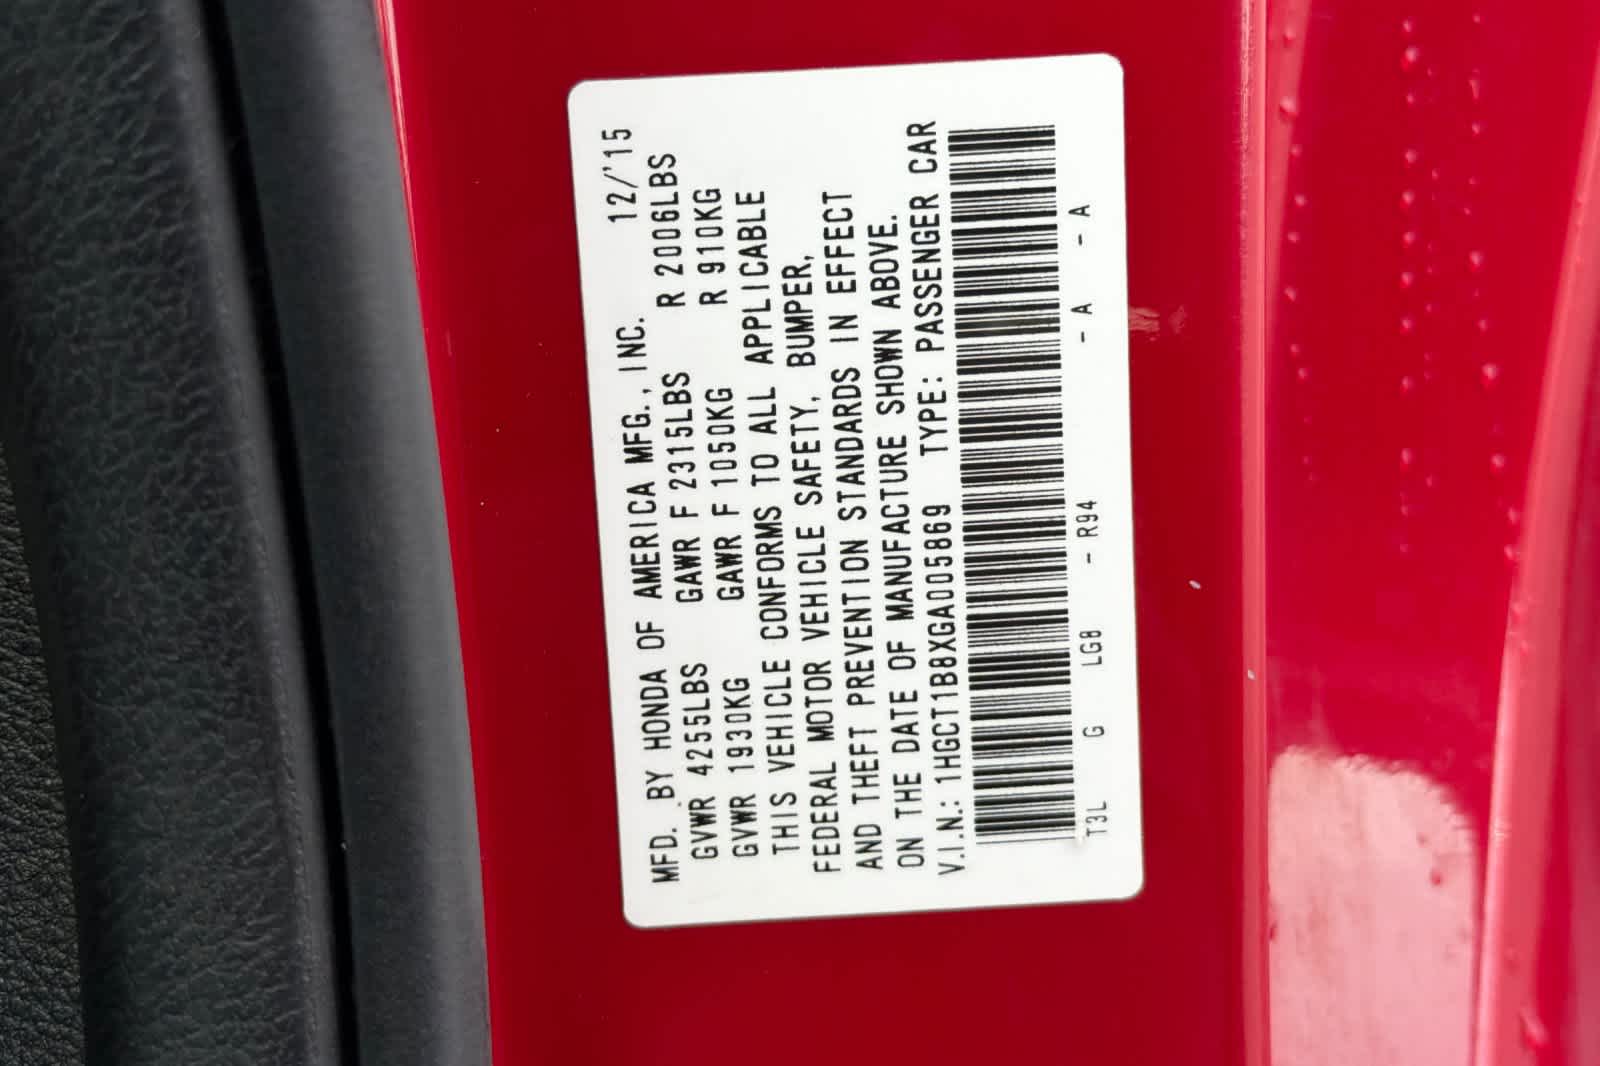 MFD. BY HONDA OF AMERICA MFG., INC. 12/'15
GVWR 4255LBS GAWR F 2315LBS R 2006LBS
GVWR 1930KG GAWR F 1050KG R 910KG
THIS VEHICLE CONFORMS TO ALL APPLICABLE
FEDERAL MOTOR VEHICLE SAFETY, BUMPER,
AND THEFT PREVENTION STANDARDS IN EFFECT
ON THE DATE OF MANUFACTURE SHOWN ABOVE.
V.I.N.: 1HGCT1B8XGA005869 TYPE: PASSENGER CAR
T3L G LG8 - R94 - A - A